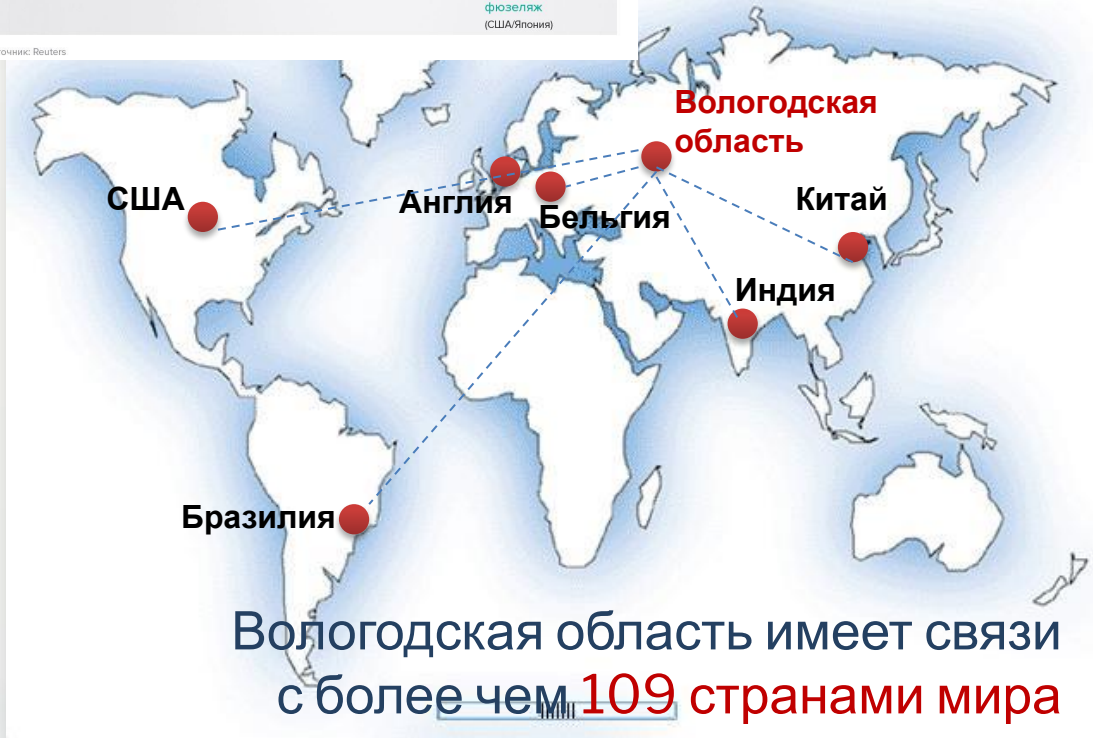 фюзеляж
(США/Япония)
Reuters
Вологодская
область
США
Китай
Англия
Бельгия
Индия
Бразилия
Вологодская область имеет связи
с более чем 109 странами мира